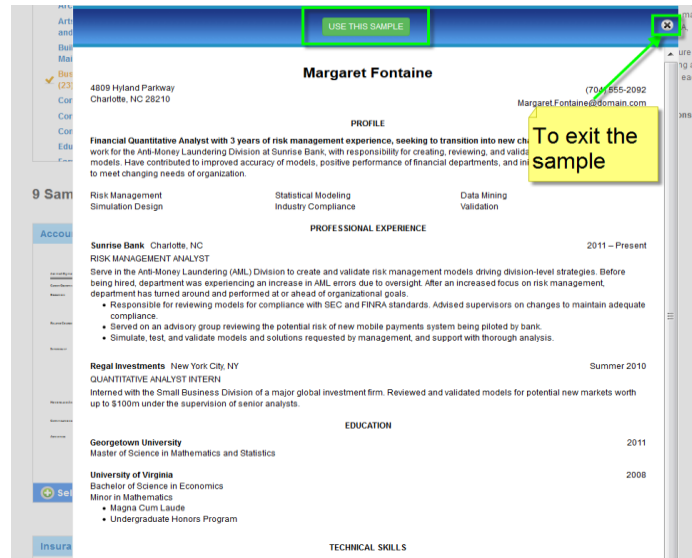 USE THIS SAMPLE
Margaret Fontaine
4809 Hyland Parkway
Charlotte, NC 28210
(704) 555-2092
Margaret.Fontaine@domain.com
To exit the
sample
PROFILE
Financial Quantitative Analyst with 3 years of risk management experience, seeking to transition into new
work for the Anti-Money Laundering Division at Sunrise Bank, with responsibility for creating, reviewing, and
models. Have contributed to improved accuracy of models, positive performance of financial departments, and
to meet changing needs of organization.
Risk Management Statistical Modeling Data Mining
Simulation Design Industry Compliance Validation
PROFESSIONAL EXPERIENCE
Sunrise Bank Charlotte, NC 2011 – Present
RISK MANAGEMENT ANALYST
Serve in the Anti-Money Laundering (AML) Division to create and validate risk management models driving division-level strategies. Before
being hired, department was experiencing an increase in AML errors due to oversight. After an increased focus on risk management,
department has turned around and performed at or ahead of organizational goals.
• Responsible for reviewing models for compliance with SEC and FINRA standards. Advised supervisors on changes to maintain adequate
compliance.
• Served on an advisory group reviewing the potential risk of new mobile payments system being piloted by bank.
• Simulate, test, and validate models and solutions requested by management, and support with thorough analysis.
Regal Investments New York City, NY Summer 2010
QUANTITATIVE ANALYST INTERN
Interned with the Small Business Division of a major global investment firm. Reviewed and validated models for potential new markets worth
up to $100m under the supervision of senior analysts.
EDUCATION
Georgetown University 2011
Master of Science in Mathematics and Statistics
University of Virginia 2008
Bachelor of Science in Economics
Minor in Mathematics
• Magna Cum Laude
• Undergraduate Honors Program
TECHNICAL SKILLS
9 Sam
Accou
Sel
Insura